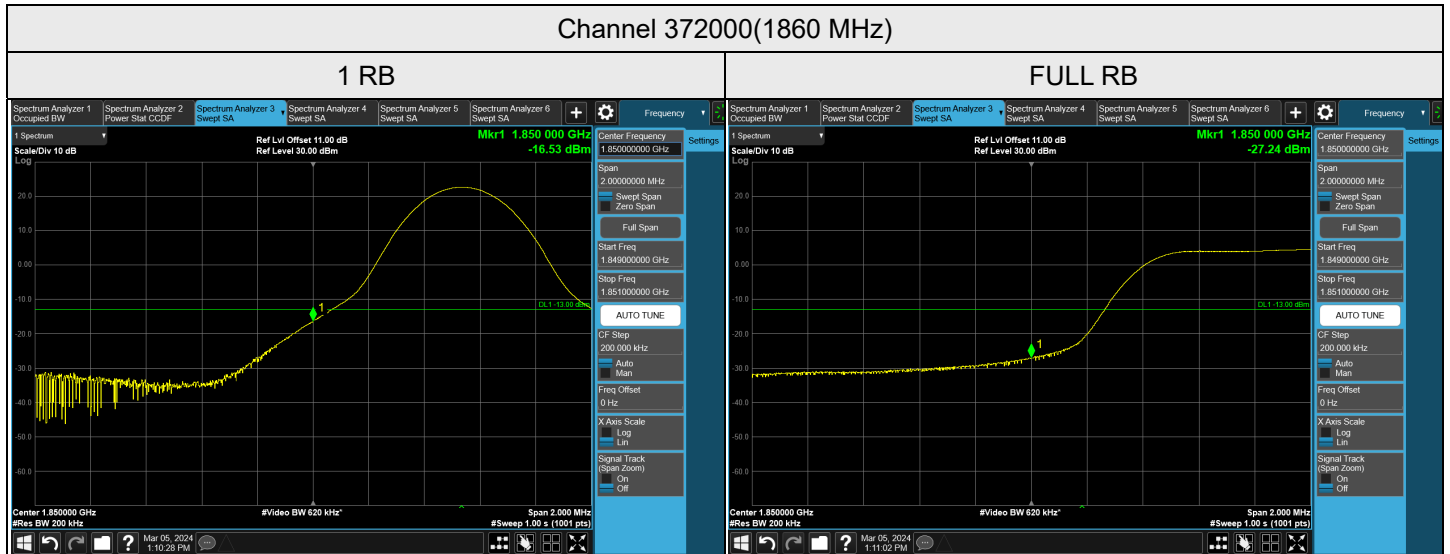 Channel 372000(1860 MHz)
1 RB
FULL RB
Spectrum Analyzer 1
Occupied BW
Spectrum Analyzer 2
Power Stat CCDF
Spectrum Analyzer 3
Swept SA
Spectrum Analyzer 4
Swept SA
Spectrum Analyzer 5
Swept SA
Spectrum Analyzer 6
Swept SA
+
Frequency
Settings
1 Spectrum
Scale/Div 10 dB
Log
Ref Lvl Offset 11.00 dB
Ref Level 30.00 dBm
Mkr1 1.850 000 GHz
-16.53 dBm
20.0
10.0
0.00
-10.0
-20.0
-30.0
-40.0
-50.0
-60.0
DL1 -13.00 dBm
1
Center 1.850000 GHz
#Res BW 200 kHz
#Video BW 620 kHz*
Span 2.000 MHz
#Sweep 1.00 s (1001 pts)
Center Frequency
1.850000000 GHz
Span
2.00000000 MHz
Swept Span
Zero Span
Full Span
Start Freq
1.849000000 GHz
Stop Freq
1.851000000 GHz
AUTO TUNE
CF Step
200.000 kHz
Auto
Man
Freq Offset
0 Hz
X Axis Scale
Log
Lin
Signal Track
(Span Zoom)
On
Off
?
Mar 05, 2024
1:10:28 PM
Spectrum Analyzer 1
Occupied BW
Spectrum Analyzer 2
Power Stat CCDF
Spectrum Analyzer 3
Swept SA
Spectrum Analyzer 4
Swept SA
Spectrum Analyzer 5
Swept SA
Spectrum Analyzer 6
Swept SA
+
Frequency
Settings
1 Spectrum
Scale/Div 10 dB
Log
Ref Lvl Offset 11.00 dB
Ref Level 30.00 dBm
Mkr1 1.850 000 GHz
-27.24 dBm
20.0
10.0
0.00
-10.0
-20.0
-30.0
-40.0
-50.0
-60.0
DL1 -13.00 dBm
1
Center 1.850000 GHz
#Res BW 200 kHz
#Video BW 620 kHz*
Span 2.000 MHz
#Sweep 1.00 s (1001 pts)
Center Frequency
1.850000000 GHz
Span
2.00000000 MHz
Swept Span
Zero Span
Full Span
Start Freq
1.849000000 GHz
Stop Freq
1.851000000 GHz
AUTO TUNE
CF Step
200.000 kHz
Auto
Man
Freq Offset
0 Hz
X Axis Scale
Log
Lin
Signal Track
(Span Zoom)
On
Off
?
Mar 05, 2024
1:11:02 PM